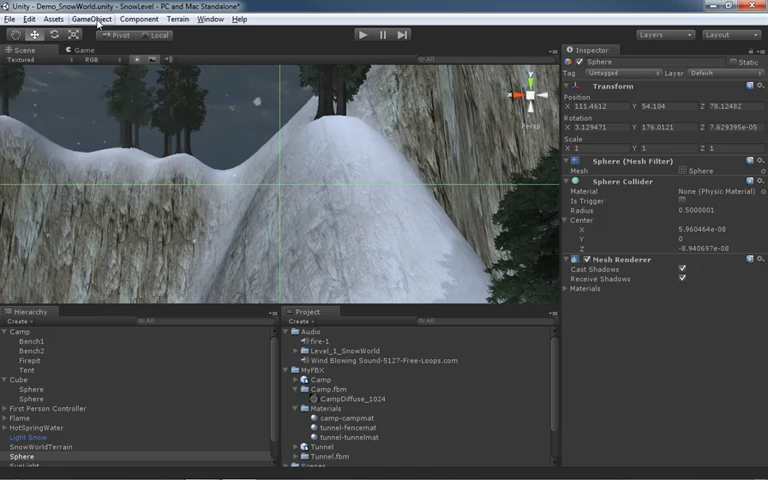 Unity - Demo_SnowWorld.unity - SnowLevel - PC and Mac Standalone*
File Edit Assets GameObject Component Terrain Window Help
Pivot Local Layers Layout
Scene Game
Textured RGB All
y x Persp
Hierarchy
Create All
Camp
Bench1
Bench2
Firepit
Tent
Cube
Sphere
Sphere
First Person Controller
Flame
HotSpringWater
Light Snow
SnowWorldTerrain
Sphere
SunLight
Project
Create All
Audio
fire-1
Level_1_SnowWorld
Wind Blowing Sound-5127-Free-Loops.com
MyFBX
Camp
Camp.fbm
CampDiffuse_1024
Materials
camp-campmat
tunnel-fencemat
tunnel-tunnelmat
Tunnel
Tunnel.fbm
Scenes
Inspector
Sphere Static
Tag Untagged Layer Default
Transform
Position
X 111.4612 Y 54.104 Z 78.12482
Rotation
X 3.129471 Y 176.0121 Z 7.629395e-05
Scale
X 1 Y 1 Z 1
Sphere (Mesh Filter)
Mesh Sphere
Sphere Collider
Material None (Physic Material)
Is Trigger
Radius 0.5000001
Center
X 5.960464e-08
Y 0
Z -8.940697e-08
Mesh Renderer
Cast Shadows
Receive Shadows
Materials